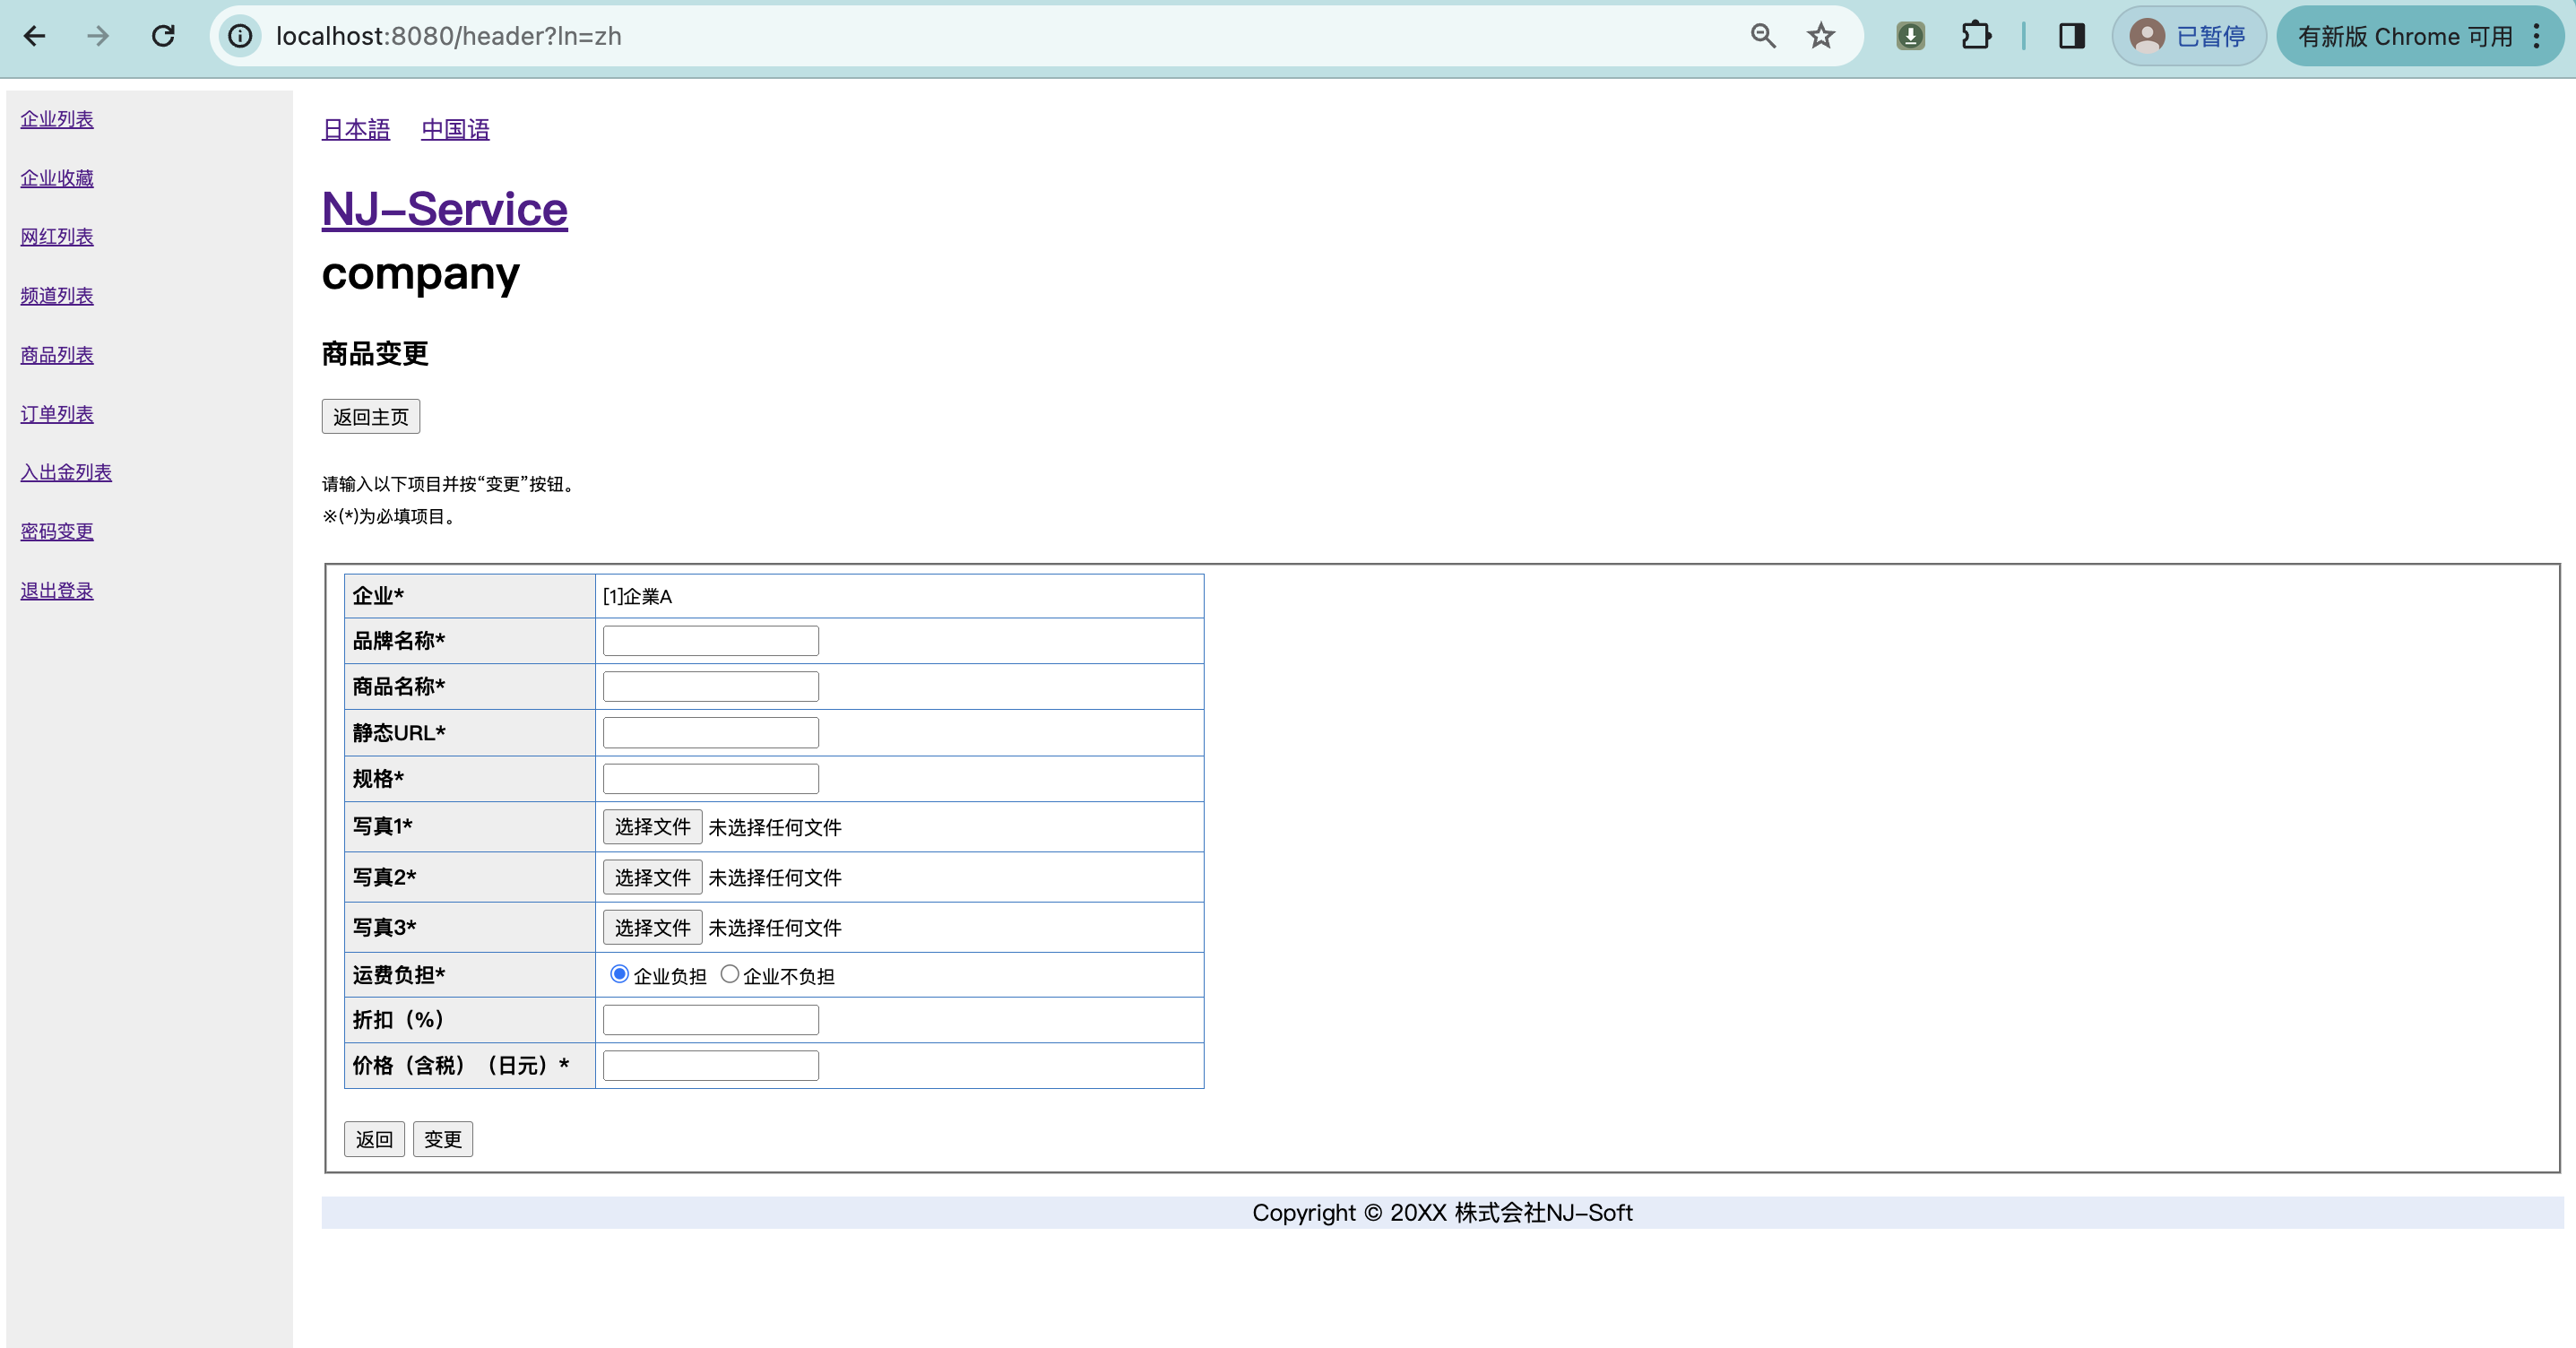 localhost:8080/header?ln=zh
已暂停
有新版 Chrome 可用
企业列表
企业收藏
网红列表
频道列表
商品列表
订单列表
入出金列表
密码变更
退出登录
日本語 中国语
NJ-Service
company
商品变更
返回主页
请输入以下项目并按“变更”按钮。
※(*)为必填项目。
企业* [1]企業A
品牌名称*
商品名称*
静态URL*
规格*
写真1* 选择文件 未选择任何文件
写真2* 选择文件 未选择任何文件
写真3* 选择文件 未选择任何文件
运费负担* 企业负担 企业不负担
折扣（%）
价格（含税）（日元）*
返回 变更
Copyright © 20XX 株式会社NJ-Soft